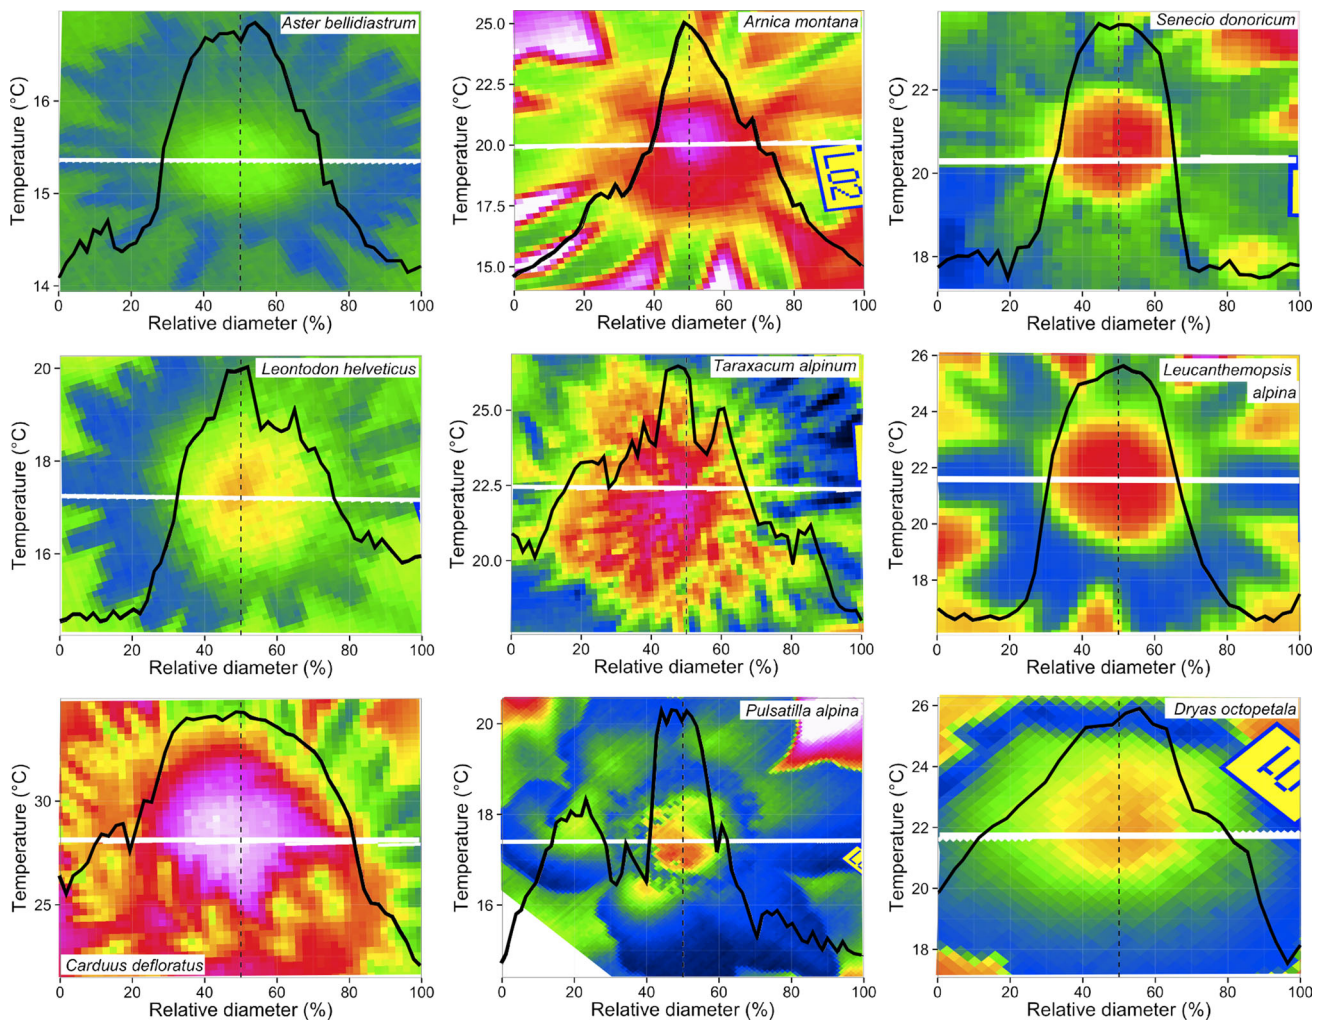 Aster bellidiastrum
16
15
14
Temperature (°C)
0 20 40 60 80 100
Relative diameter (%)
Arnica montana
25.0
22.5
20.0
17.5
15.0
Temperature (°C)
0 20 40 60 80 100
Relative diameter (%)
Senecio donoricum
22
20
18
Temperature (°C)
0 20 40 60 80 100
Relative diameter (%)
Leontodon helveticus
20
18
16
Temperature (°C)
0 20 40 60 80 100
Relative diameter (%)
Taraxacum alpinum
25.0
22.5
20.0
Temperature (°C)
0 20 40 60 80 100
Relative diameter (%)
Leucanthemopsis
alpina
26
24
22
20
18
Temperature (°C)
0 20 40 60 80 100
Relative diameter (%)
Carduus defloratus
30
25
Temperature (°C)
0 20 40 60 80 100
Relative diameter (%)
Pulsatilla alpina
20
18
16
Temperature (°C)
0 20 40 60 80 100
Relative diameter (%)
Dryas octopetala
26
24
22
20
18
Temperature (°C)
0 20 40 60 80 100
Relative diameter (%)